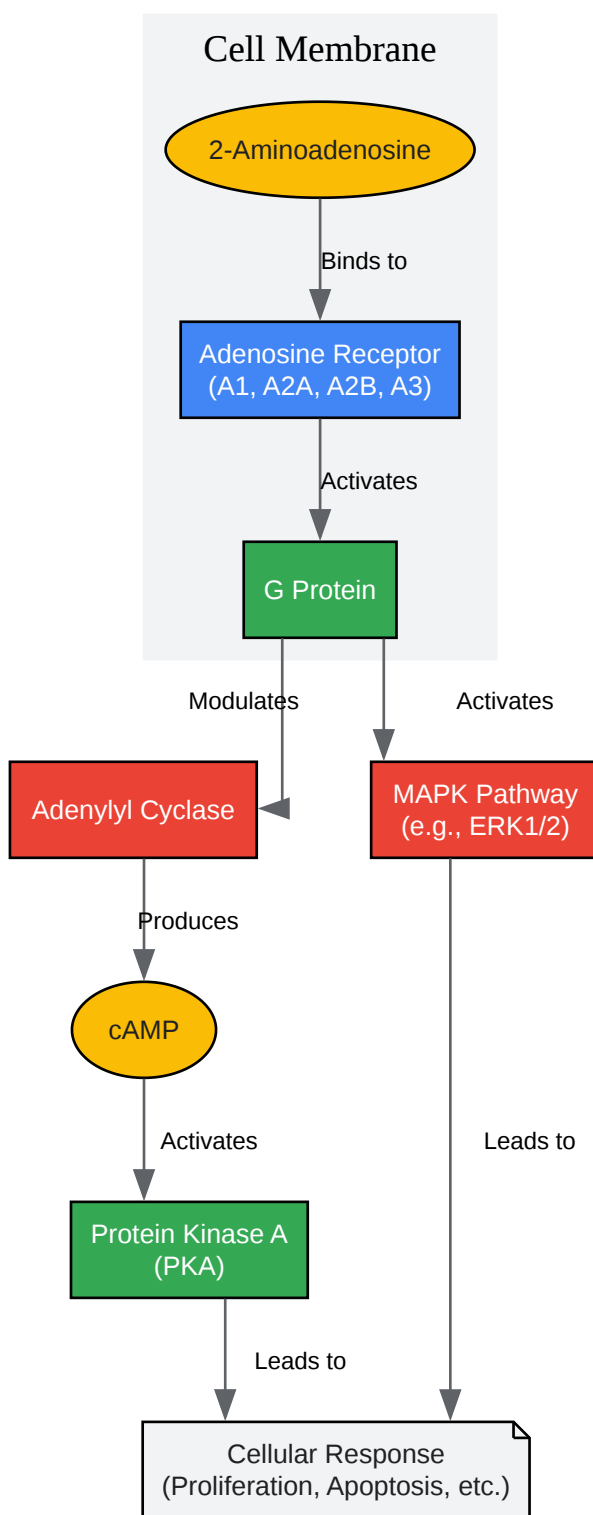 Cell Membrane
2-Aminoadenosine
Binds to
Adenosine Receptor
(A1, A2A, A2B, A3)
Activates
G Protein
Modulates
Activates
Adenylyl Cyclase
MAPK Pathway
(e.g., ERK1/2)
Produces
cAMP
Activates
Leads to
Protein Kinase A
(PKA)
Leads to
Cellular Response
(Proliferation, Apoptosis, etc.)